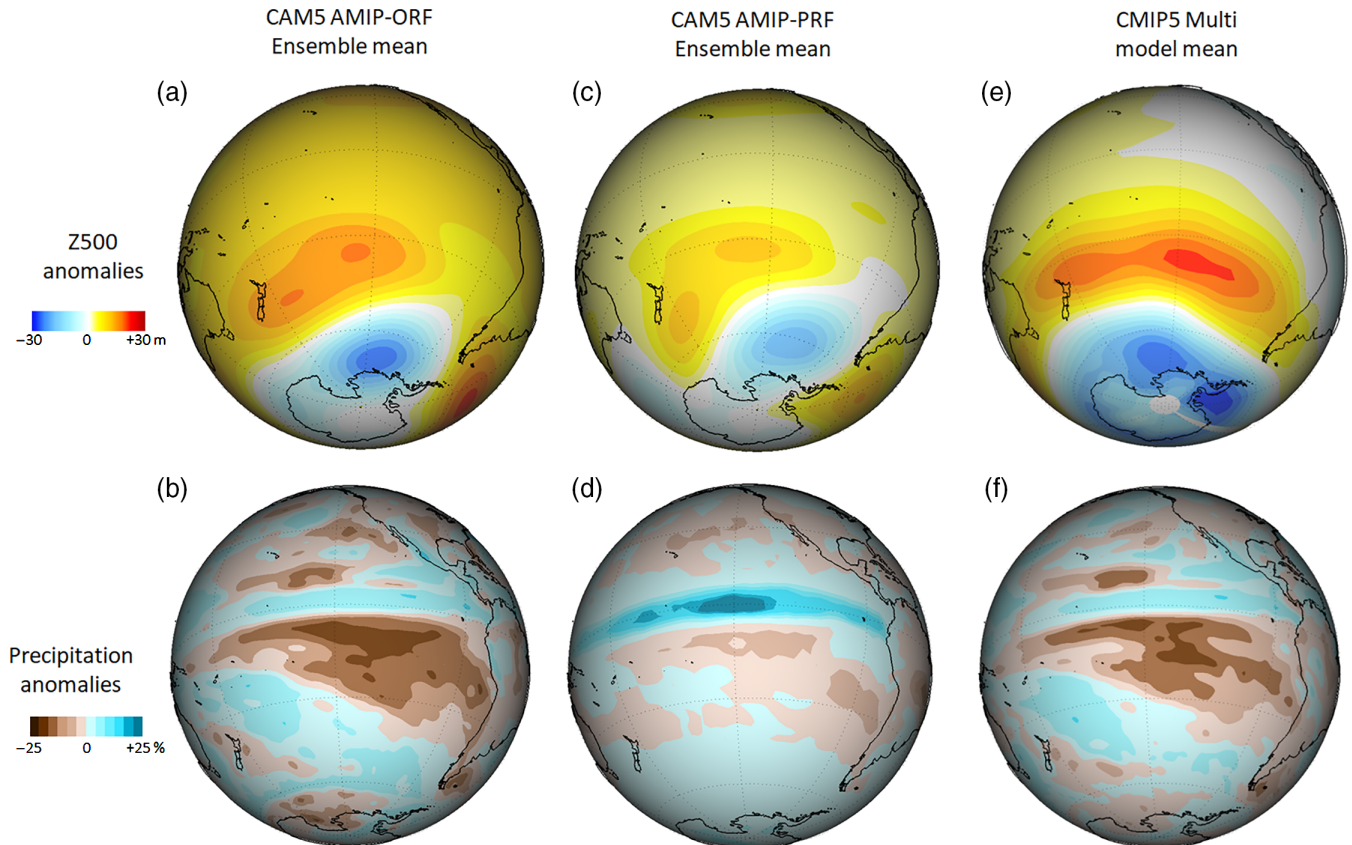 CAM5 AMIP-ORF
Ensemble mean
CAM5 AMIP-PRF
Ensemble mean
CMIP5 Multi
model mean
(a)
(c)
(e)
Z500
anomalies
−30
0
+30 m
(b)
(d)
(f)
Precipitation
anomalies
−25
0
+25 %